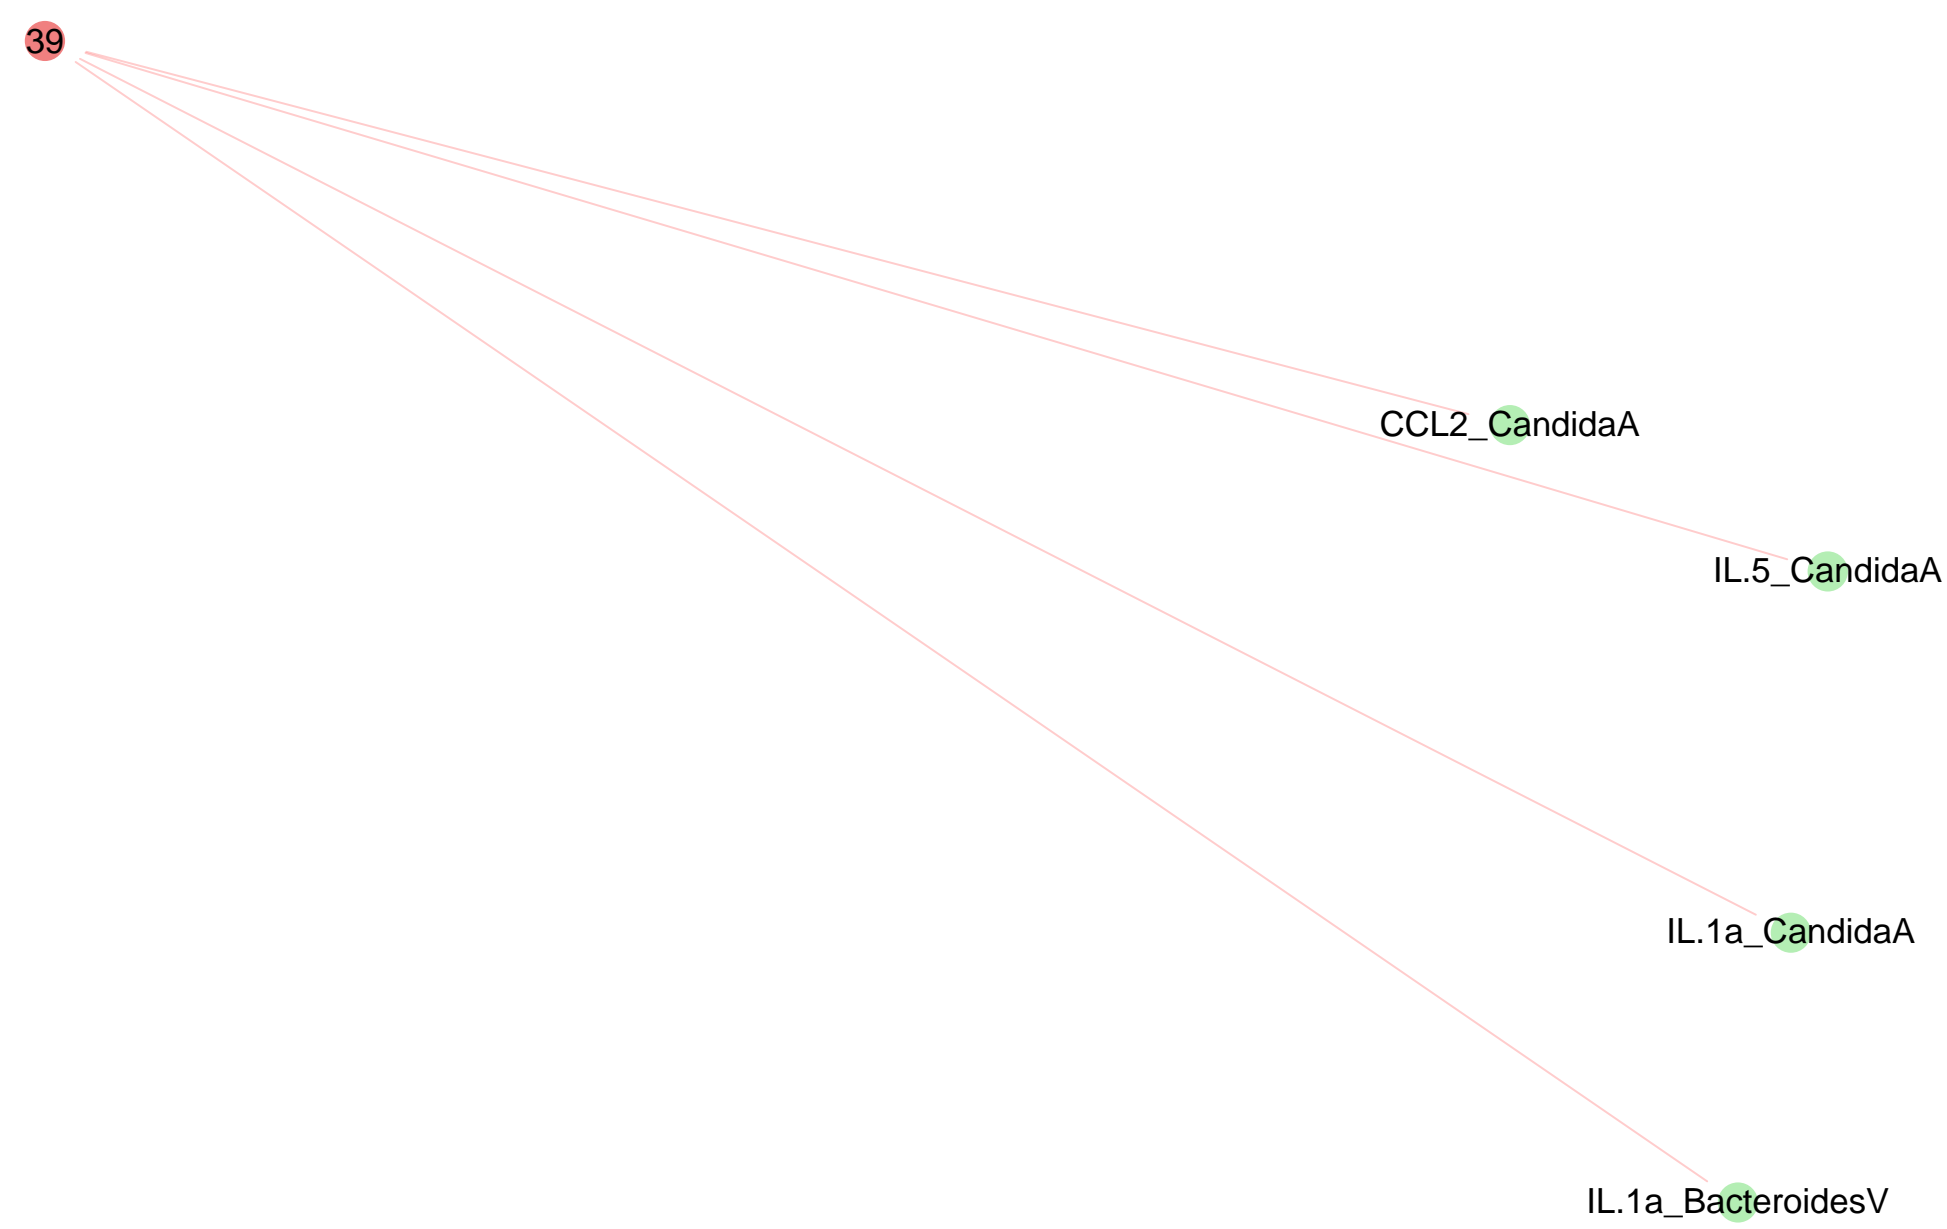 39
CCL2_CandidaA
IL.5_CandidaA
IL.1a_CandidaA
IL.1a_BacteroidesV